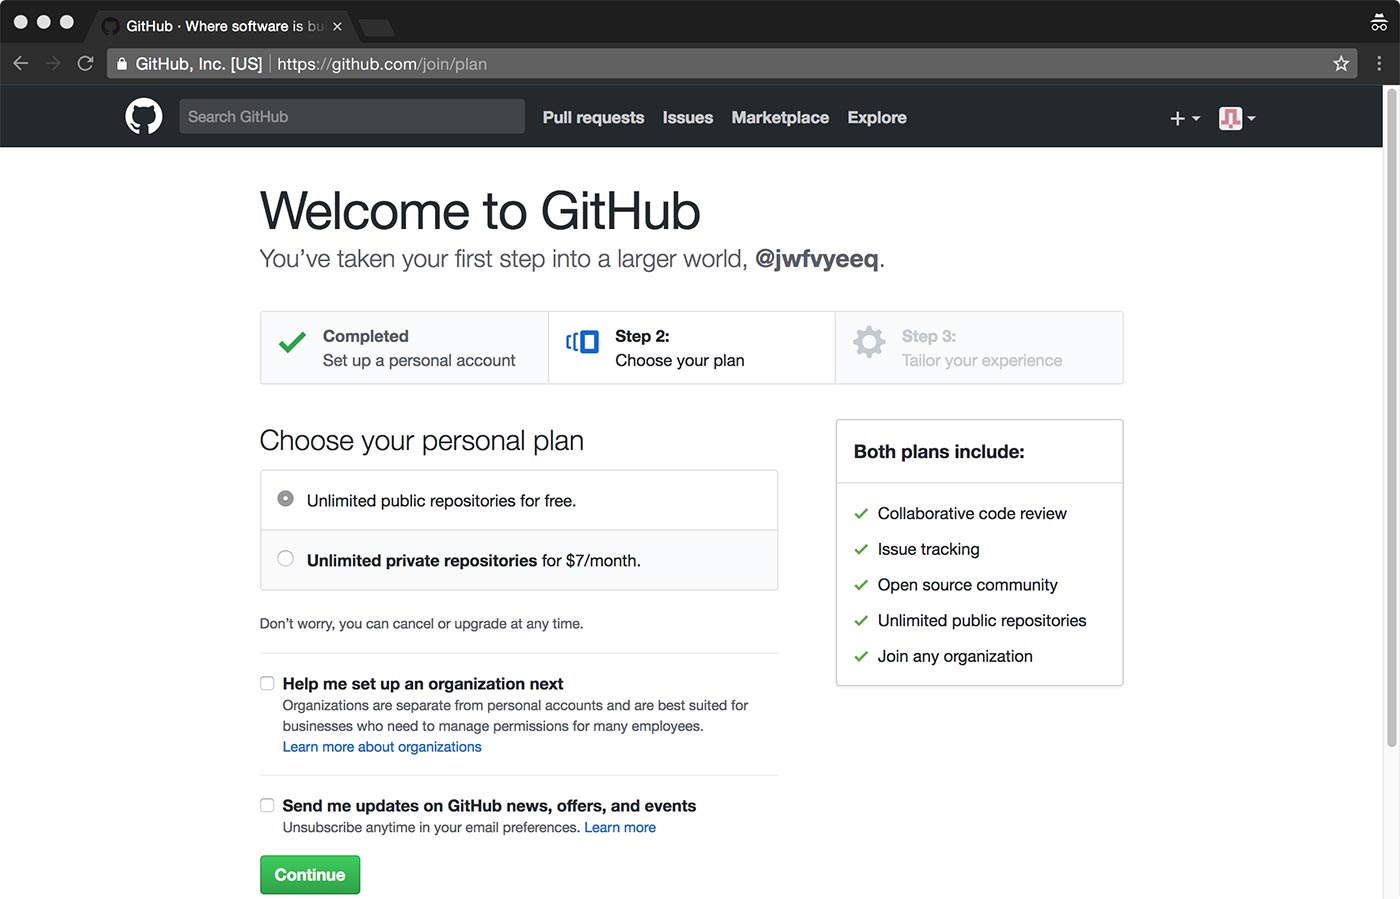 GitHub · Where software is bu
GitHub, Inc. [US] | https://github.com/join/plan
Search GitHub
Pull requests Issues Marketplace Explore
Welcome to GitHub
You’ve taken your first step into a larger world, @jwfvyeeq.
Completed
Set up a personal account
Step 2:
Choose your plan
Step 3:
Tailor your experience
Choose your personal plan
Unlimited public repositories for free.
Unlimited private repositories for $7/month.
Don’t worry, you can cancel or upgrade at any time.
Help me set up an organization next
Organizations are separate from personal accounts and are best suited for
businesses who need to manage permissions for many employees.
Learn more about organizations
Send me updates on GitHub news, offers, and events
Unsubscribe anytime in your email preferences. Learn more
Continue
Both plans include:
Collaborative code review
Issue tracking
Open source community
Unlimited public repositories
Join any organization